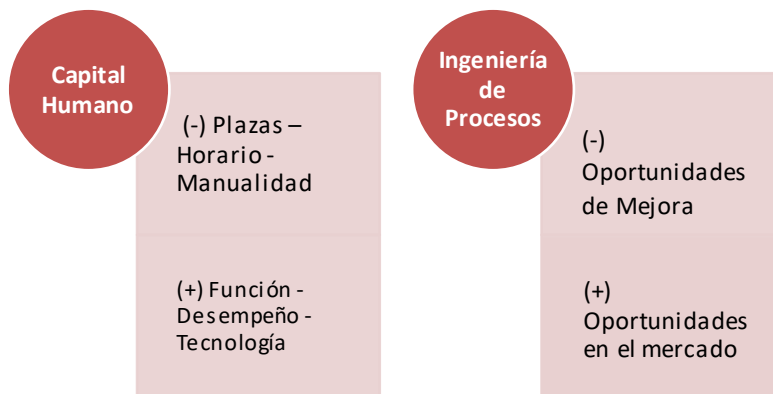 Capital
Humano
(-) Plazas –
Horario -
Manualidad
(+) Función -
Desempeño -
Tecnología
Ingeniería
de
Procesos
(-)
Oportunidades
de Mejora
(+)
Oportunidades
en el mercado